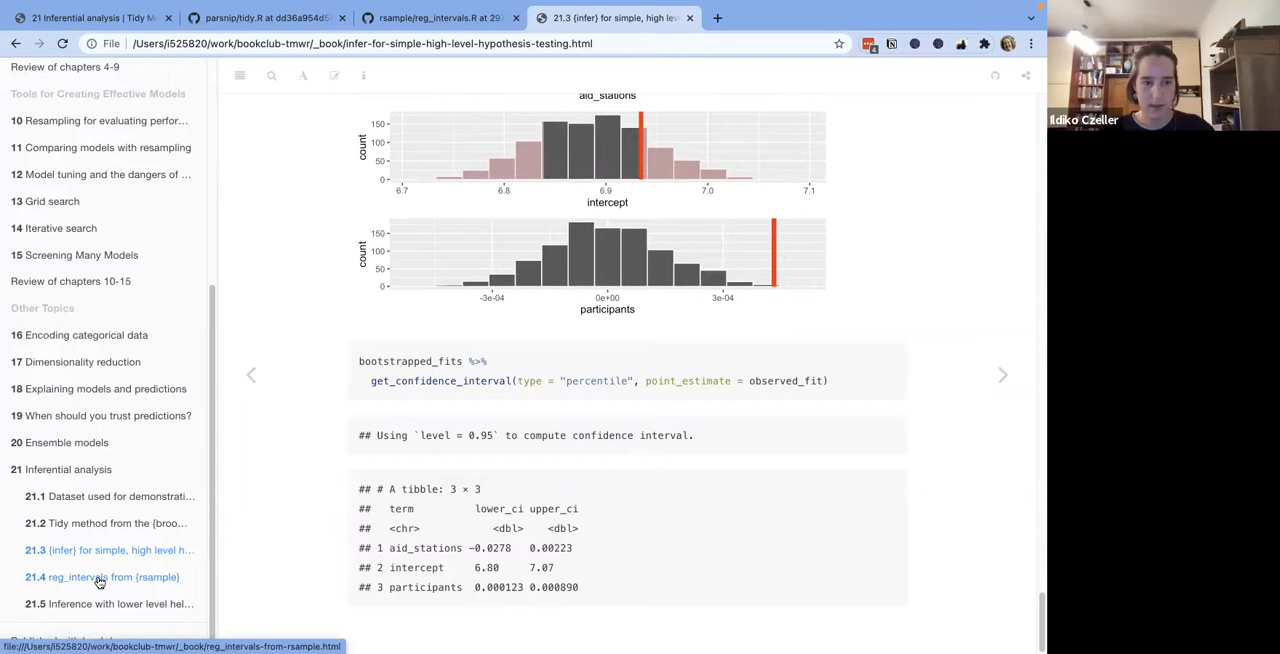 21 Inferential analysis | Tidy M
parsnip/tidy.R at dd36a954d5
rsample/reg_intervals.R at 297
21.3 {infer} for simple, high lev
File /Users/i525820/work/bookclub-tmwr/_book/infer-for-simple-high-level-hypothesis-testing.html
4
Review of chapters 4-9
Tools for Creating Effective Models
10 Resampling for evaluating perfor…
11 Comparing models with resampling
12 Model tuning and the dangers of …
13 Grid search
14 Iterative search
15 Screening Many Models
Review of chapters 10-15
Other Topics
16 Encoding categorical data
17 Dimensionality reduction
18 Explaining models and predictions
19 When should you trust predictions?
20 Ensemble models
21 Inferential analysis
21.1 Dataset used for demonstrati…
21.2 Tidy method from the {broo…
21.3 {infer} for simple, high level h…
21.4 reg_intervals from {rsample}
21.5 Inference with lower level hel…
file:///Users/i525820/work/bookclub-tmwr/_book/reg_intervals-from-rsample.html
aid_stations
count
150
100
50
0
6.7 6.8 6.9 7.0 7.1
intercept
count
150
100
50
0
-3e-04 0e+00 3e-04
participants
bootstrapped_fits %>%
get_confidence_interval(type = "percentile", point_estimate = observed_fit)
## Using `level = 0.95` to compute confidence interval.
## # A tibble: 3 × 3
## term lower_ci upper_ci
## <chr> <dbl> <dbl>
## 1 aid_stations -0.0278 0.00223
## 2 intercept 6.80 7.07
## 3 participants 0.000123 0.000890
Ildiko Czeller